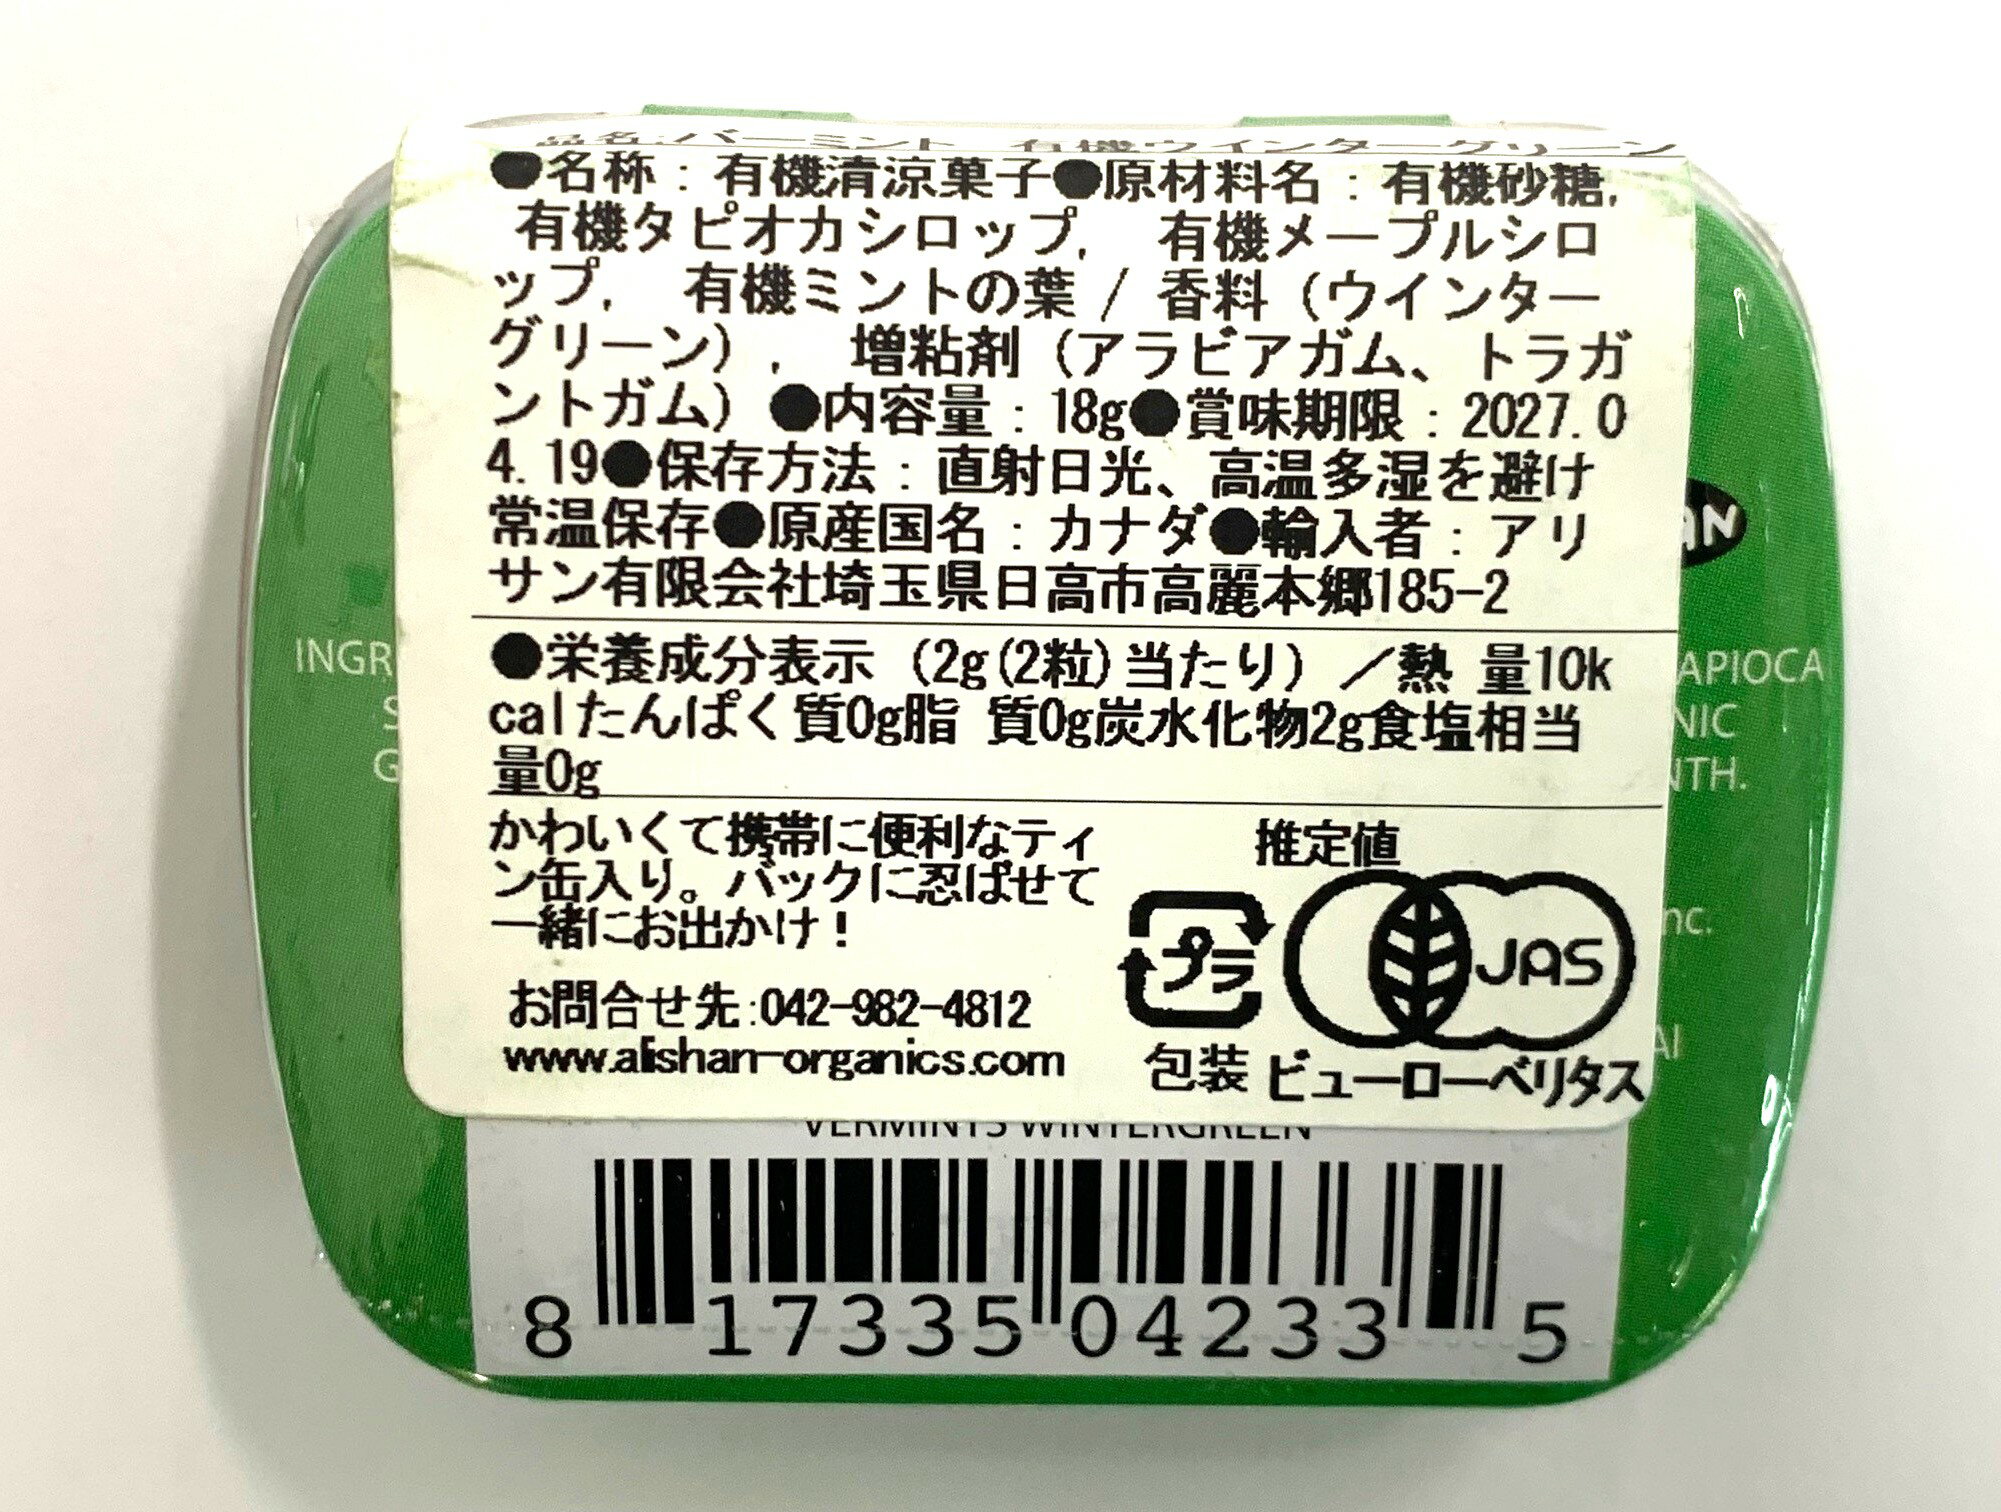 品名:バーミント 有機ウインターグリーン
●名称：有機清涼菓子●原材料名：有機砂糖,
有機タピオカシロップ, 有機メープルシロ
ップ, 有機ミントの葉 / 香料（ウインター
グリーン）, 増粘剤（アラビアガム、トラガ
ントガム）●内容量：18g●賞味期限：2027.0
4.19●保存方法：直射日光、高温多湿を避け
常温保存●原産国名：カナダ●輸入者：アリ
サン有限会社埼玉県日高市高麗本郷185-2
●栄養成分表示（2g(2粒)当たり）／熱 量10k
calたんぱく質0g脂 質0g炭水化物2g食塩相当
量0g
かわいくて携帯に便利なティ
ン缶入り。バックに忍ばせて
一緒にお出かけ！
推定値
プラ
JAS
お問合せ先:042-982-4812
www.alishan-organics.com
包装 ビューローベリタス
AN
INGR
APIOCA
S
NIC
G
NTH.
nc.
AI
VERMINTS WINTERGREEN
8 17335 04233 5